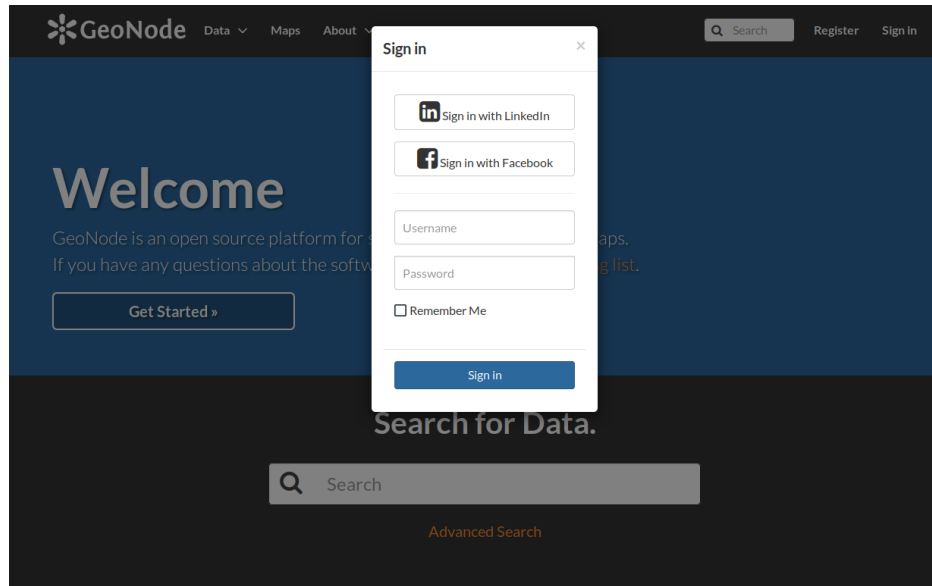 GeoNode Data Maps About Search Register Sign in
Sign in ×
Sign in with LinkedIn
Sign in with Facebook
Welcome
Username
GeoNode is an open source platform for s aps.
If you have any questions about the softw g list.
Password
Get Started »
Remember Me
Sign in
Search for Data.
Search
Advanced Search